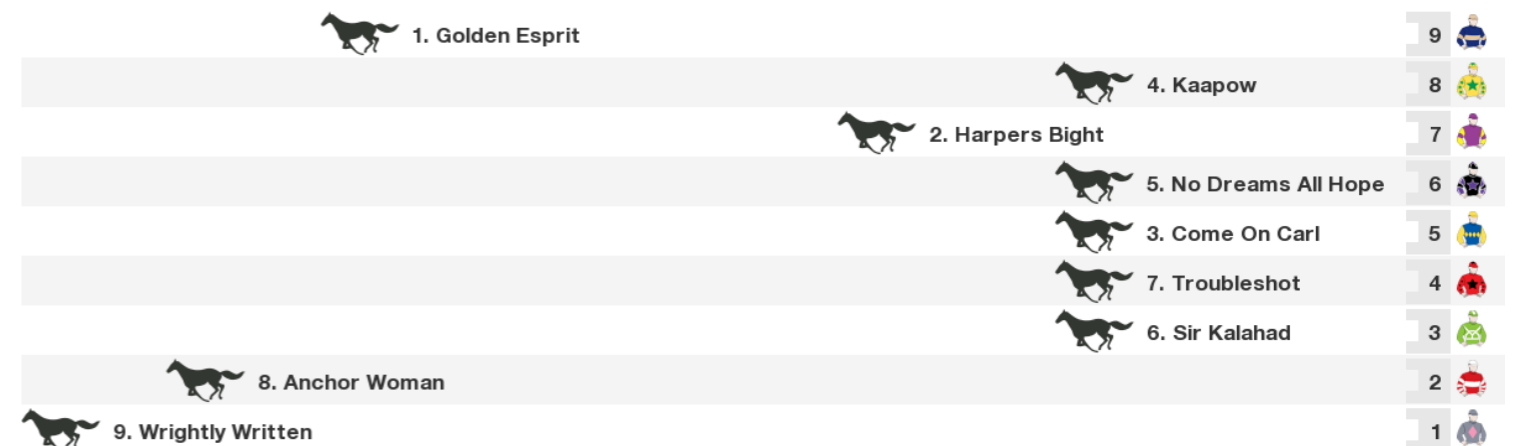 1. Golden Esprit 9
4. Kaapow 8
2. Harpers Bight 7
5. No Dreams All Hope 6
3. Come On Carl 5
7. Troubleshot 4
6. Sir Kalahad 3
8. Anchor Woman 2
9. Wrightly Written 1